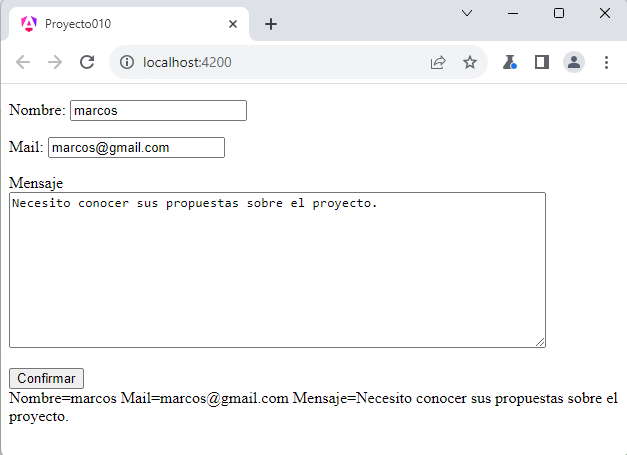 Proyecto010
localhost:4200
Nombre: marcos
Mail: marcos@gmail.com
Mensaje
Necesito conocer sus propuestas sobre el proyecto.
Confirmar
Nombre=marcos Mail=marcos@gmail.com Mensaje=Necesito conocer sus propuestas sobre el
proyecto.